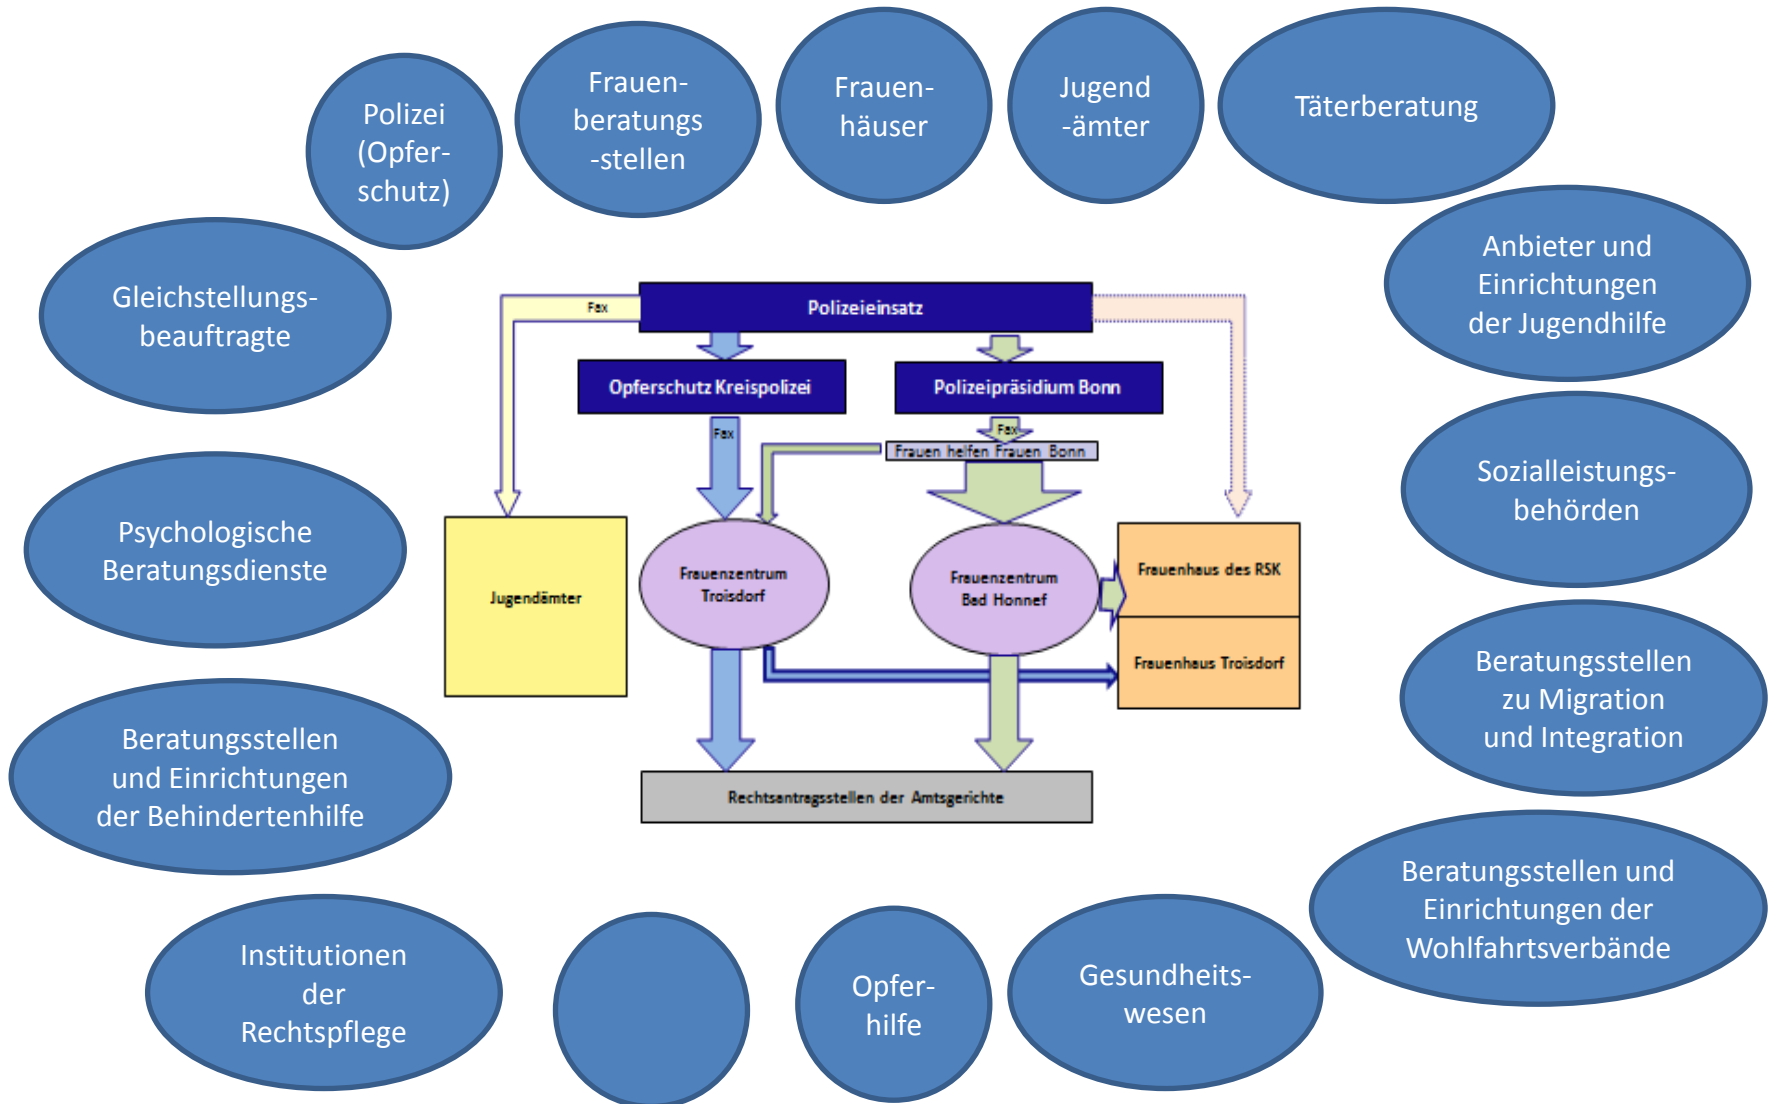 Polizei
(Opfer-
schutz)
Frauen-
beratungs
-stellen
Frauen-
häuser
Jugend
-ämter
Täterberatung
Gleichstellungs-
beauftragte
Anbieter und
Einrichtungen
der Jugendhilfe
Fax
Polizeieinsatz
Opferschutz Kreispolizei
Polizeipräsidium Bonn
Fax
Fax
Frauen helfen Frauen Bonn
Psychologische
Beratungsdienste
Sozialleistungs-
behörden
Jugendämter
Frauenzentrum
Troisdorf
Frauenzentrum
Bad Honnef
Frauenhaus des RSK
Frauenhaus Troisdorf
Beratungsstellen
und Einrichtungen
der Behindertenhilfe
Beratungsstellen
zu Migration
und Integration
Rechtsantragsstellen der Amtsgerichte
Beratungsstellen und
Einrichtungen der
Wohlfahrtsverbände
Institutionen
der
Rechtspflege
Opfer-
hilfe
Gesundheits-
wesen